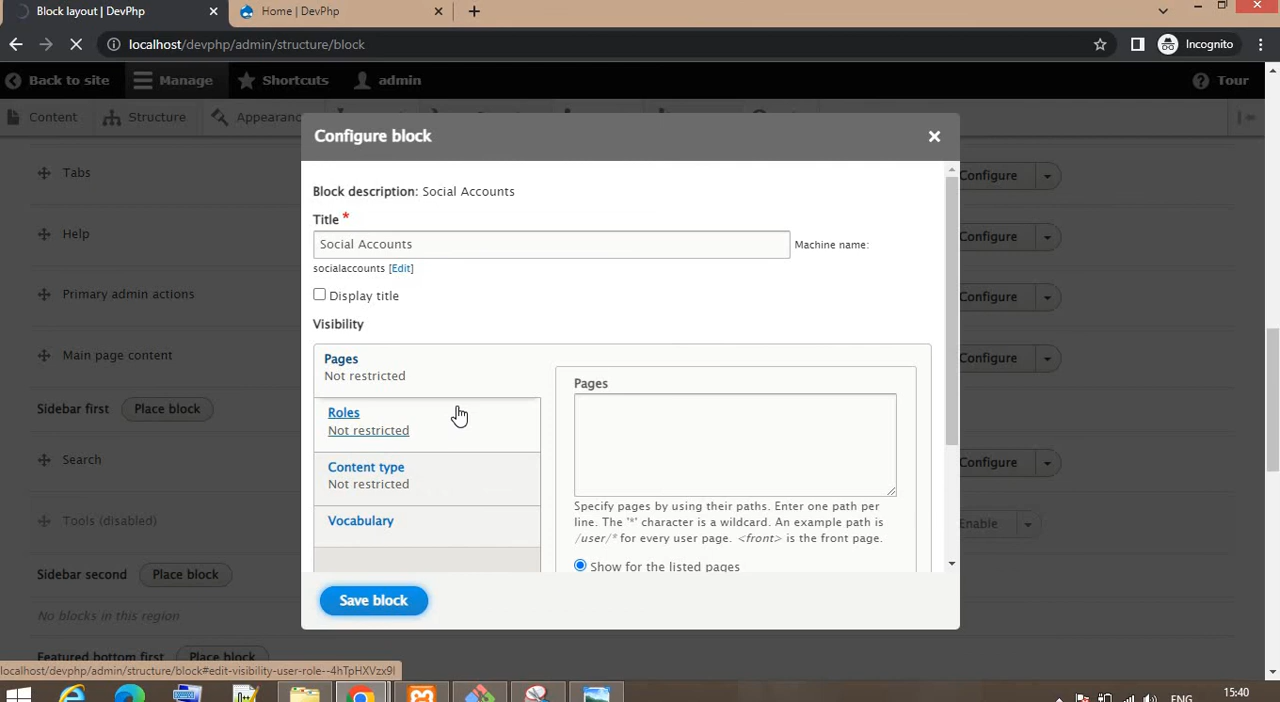 Block layout | DevPhp
Home | DevPhp
localhost/devphp/admin/structure/block
Incognito
Back to site
Manage
Shortcuts
admin
Tour
Content
Structure
Appearanc
Configure block
Tabs
Configure
Block description: Social Accounts
Title *
Help
Social Accounts
Machine name:
Configure
socialaccounts [Edit]
Primary admin actions
Display title
Configure
Visibility
Main page content
Pages
Not restricted
Configure
Pages
Sidebar first
Place block
Roles
Not restricted
Search
Content type
Not restricted
Configure
Specify pages by using their paths. Enter one path per
line. The '*' character is a wildcard. An example path is
/user/* for every user page. <front> is the front page.
Tools (disabled)
Vocabulary
Enable
Show for the listed pages
Sidebar second
Place block
Save block
No blocks in this region
Featured bottom first
Place block
localhost/devphp/admin/structure/block#edit-visibility-user-role--4hTpHXVzx9I
ENG
15:40